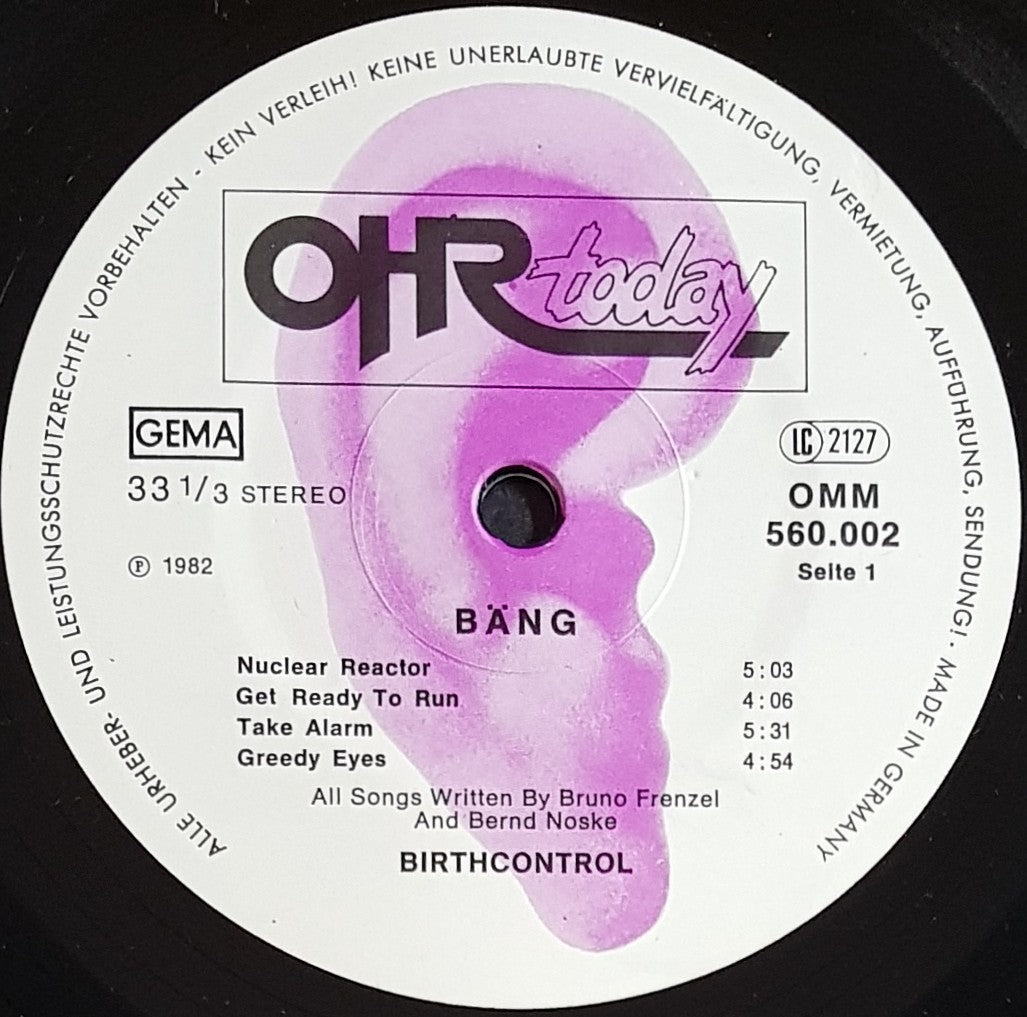 ALLE URHEBER- UND LEISTUNGSSCHUTZRECHTE VORBEHALTEN - KEIN VERLEIH! KEINE UNERLAUBTE VERVIELFÄLTIGUNG, VERMIETUNG, AUFFÜHRUNG, SENDUNG! · MADE IN GERMANY
OHR today
GEMA
33 1/3 STEREO
℗ 1982
LC 2127
OMM
560.002
Seite 1
BÄNG
Nuclear Reactor 5:03
Get Ready To Run 4:06
Take Alarm 5:31
Greedy Eyes 4:54
All Songs Written By Bruno Frenzel
And Bernd Noske
BIRTHCONTROL